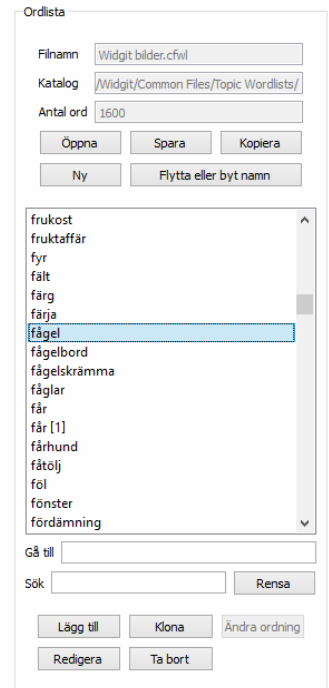 Ordlista
Filnamn Widgit bilder.cfwl
Katalog /Widgit/Common Files/Topic Wordlists/
Antal ord 1600
Öppna Spara Kopiera
Ny Flytta eller byt namn
frukost
fruktaffär
fyr
fält
färg
färja
fågel
fågelbord
fågelskrämma
fåglar
får
får [1]
fårhund
fåtölj
föl
fönster
fördämning
Gå till
Sök Rensa
Lägg till Klona Ändra ordning
Redigera Ta bort